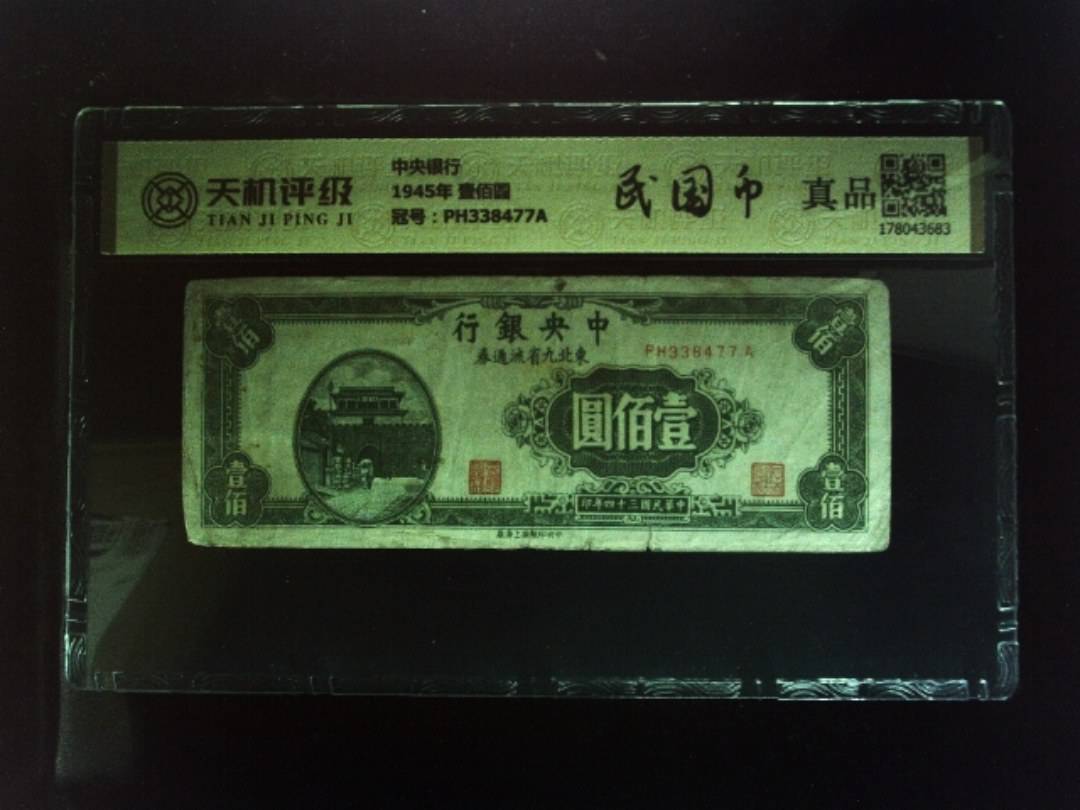 天机评级
TIAN JI PING JI
中央银行
1945年 壹佰圆
冠号：PH338477A
民国币
真品
178043683
行銀央中
券通流省九北東
PH338477A
壹佰
圓佰壹
壹佰
壹佰
印年四十三國民華中